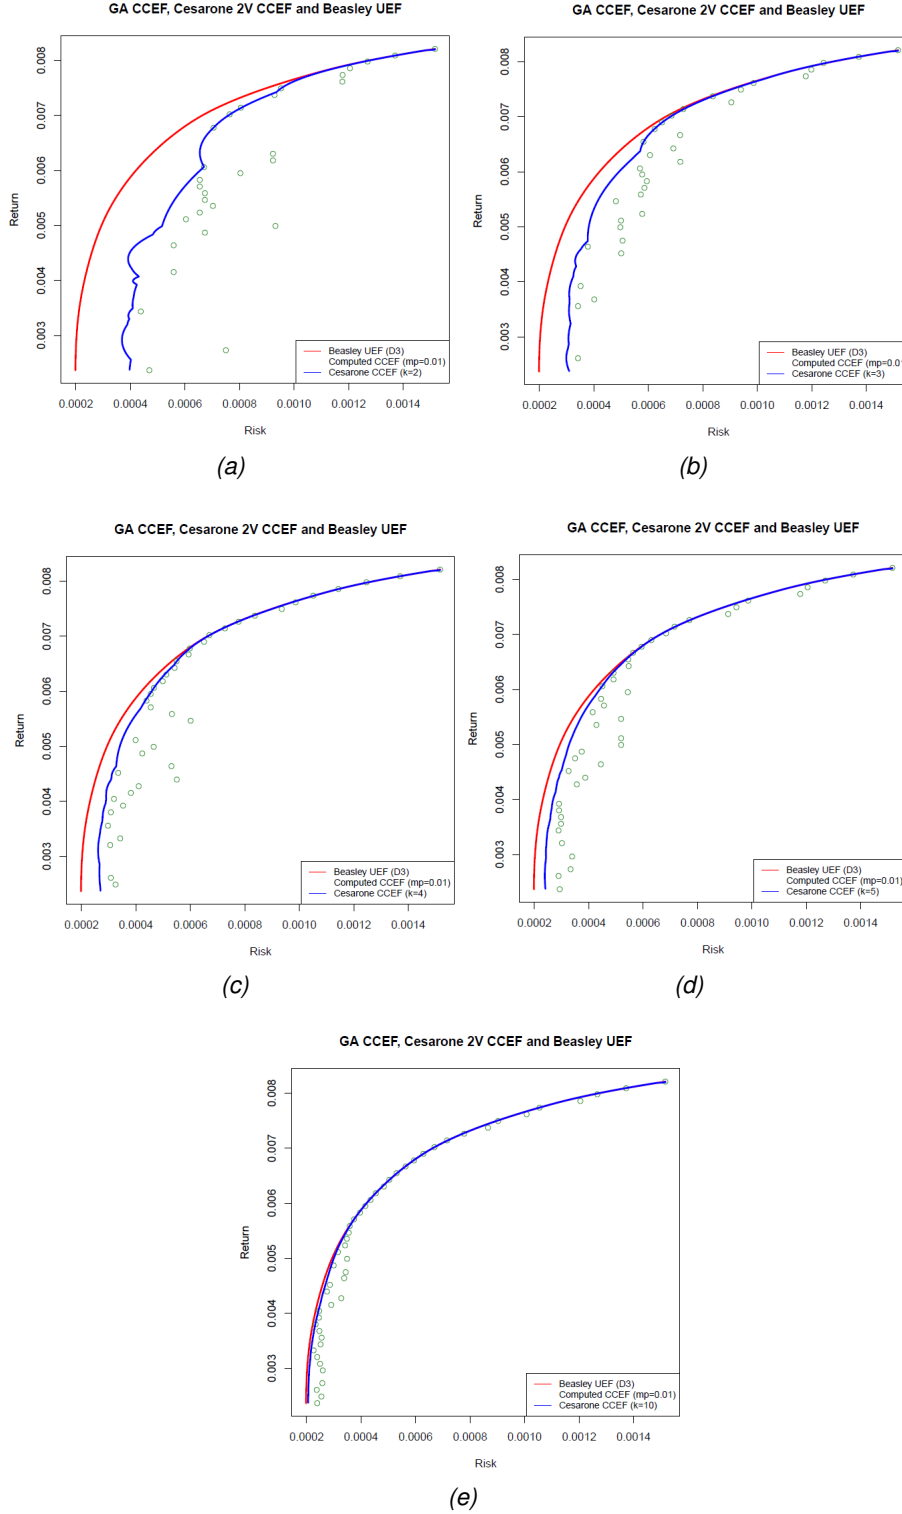 GA CCEF, Cesarone 2V CCEF and Beasley UEF
Return
0.003 0.004 0.005 0.006 0.007 0.008
Beasley UEF (D3)
Computed CCEF (mp=0.01)
Cesarone CCEF (k=2)
0.0002 0.0004 0.0006 0.0008 0.0010 0.0012 0.0014
Risk
(a)
GA CCEF, Cesarone 2V CCEF and Beasley UEF
Return
0.003 0.004 0.005 0.006 0.007 0.008
Beasley UEF (D3)
Computed CCEF (mp=0.01
Cesarone CCEF (k=3)
0.0002 0.0004 0.0006 0.0008 0.0010 0.0012 0.0014
Risk
(b)
GA CCEF, Cesarone 2V CCEF and Beasley UEF
Return
0.003 0.004 0.005 0.006 0.007 0.008
Beasley UEF (D3)
Computed CCEF (mp=0.01)
Cesarone CCEF (k=4)
0.0002 0.0004 0.0006 0.0008 0.0010 0.0012 0.0014
Risk
(c)
GA CCEF, Cesarone 2V CCEF and Beasley UEF
Return
0.003 0.004 0.005 0.006 0.007 0.008
Beasley UEF (D3)
Computed CCEF (mp=0.01)
Cesarone CCEF (k=5)
0.0002 0.0004 0.0006 0.0008 0.0010 0.0012 0.0014
Risk
(d)
GA CCEF, Cesarone 2V CCEF and Beasley UEF
Return
0.003 0.004 0.005 0.006 0.007 0.008
Beasley UEF (D3)
Computed CCEF (mp=0.01)
Cesarone CCEF (k=10)
0.0002 0.0004 0.0006 0.0008 0.0010 0.0012 0.0014
Risk
(e)